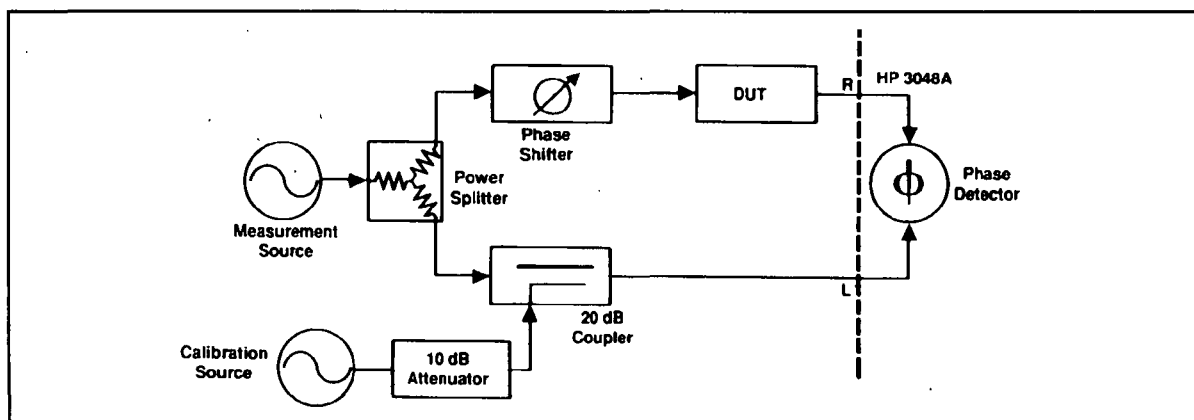 R
HP 3048A
DUT
Phase
Shifter
Power
Splitter
Φ
Phase
Detector
Measurement
Source
L
20 dB
Coupler
Calibration
Source
10 dB
Attenuator